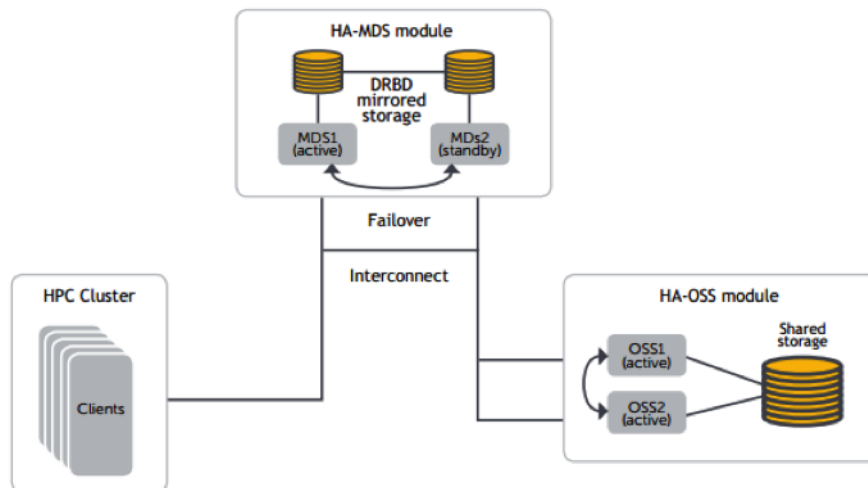 HA-MDS module
DRBD
mirrored
storage
MDS1
(active)
MDs2
(standby)
Failover
Interconnect
HPC Cluster
Clients
HA-OSS module
Shared
storage
OSS1
(active)
OSS2
(active)